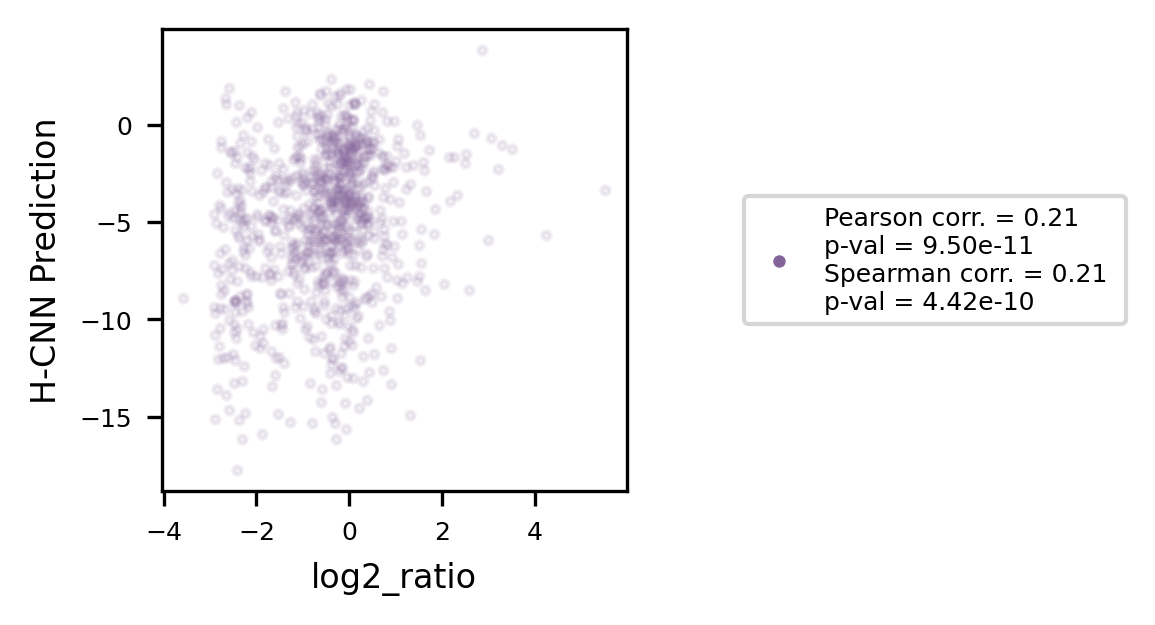 H-CNN Prediction
0
−5
−10
−15
−4
−2
0
2
4
log2_ratio
Pearson corr. = 0.21
p-val = 9.50e-11
Spearman corr. = 0.21
p-val = 4.42e-10